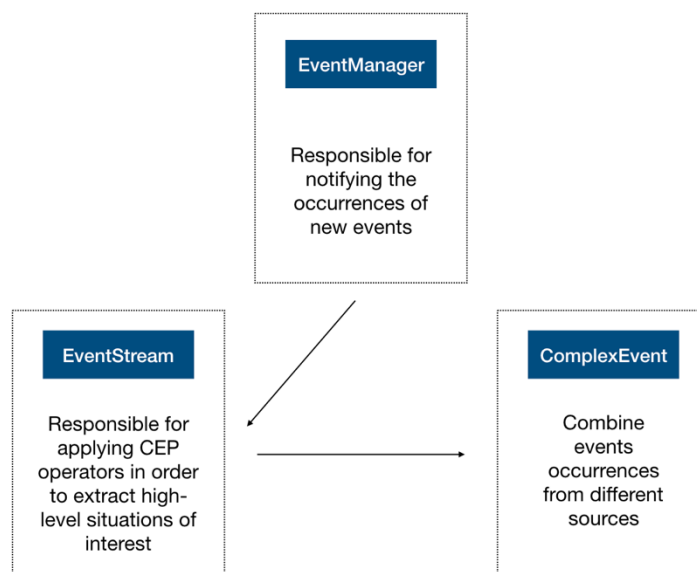 EventManager
Responsible for
notifying the
occurrences of
new events
EventStream
Responsible for
applying CEP
operators in order
to extract high-
level situations of
interest
ComplexEvent
Combine
events
occurrences
from different
sources